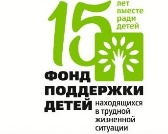 15 лет
вместе
ради
детей
ФОНД
ПОДДЕРЖКИ
ДЕТЕЙ
находящихся
в трудной
жизненной
ситуации